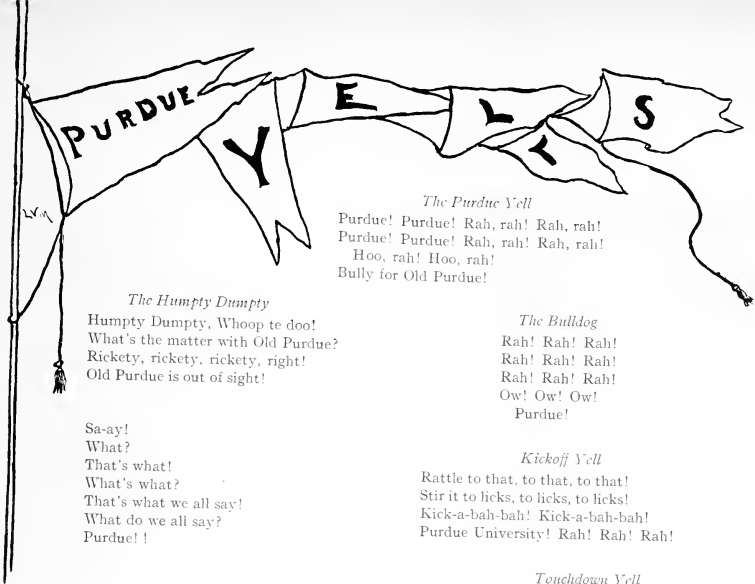 PURDUE
YELLS
The Purdue Yell
Purdue! Purdue! Rah, rah! Rah, rah!
Purdue! Purdue! Rah, rah! Rah, rah!
Hoo, rah! Hoo, rah!
Bully for Old Purdue!
The Humpty Dumpty
Humpty Dumpty, Whoop te doo!
What's the matter with Old Purdue?
Rickety, rickety, rickety, right!
Old Purdue is out of sight!
Sa-ay!
What?
That's what!
What's what?
That's what we all say!
What do we all say?
Purdue! !
The Bulldog
Rah! Rah! Rah!
Rah! Rah! Rah!
Rah! Rah! Rah!
Ow! Ow! Ow!
Purdue!
Kickoff Yell
Rattle to that, to that, to that!
Stir it to licks, to licks, to licks!
Kick-a-bah-bah! Kick-a-bah-bah!
Purdue University! Rah! Rah! Rah!
Touchdown Yell